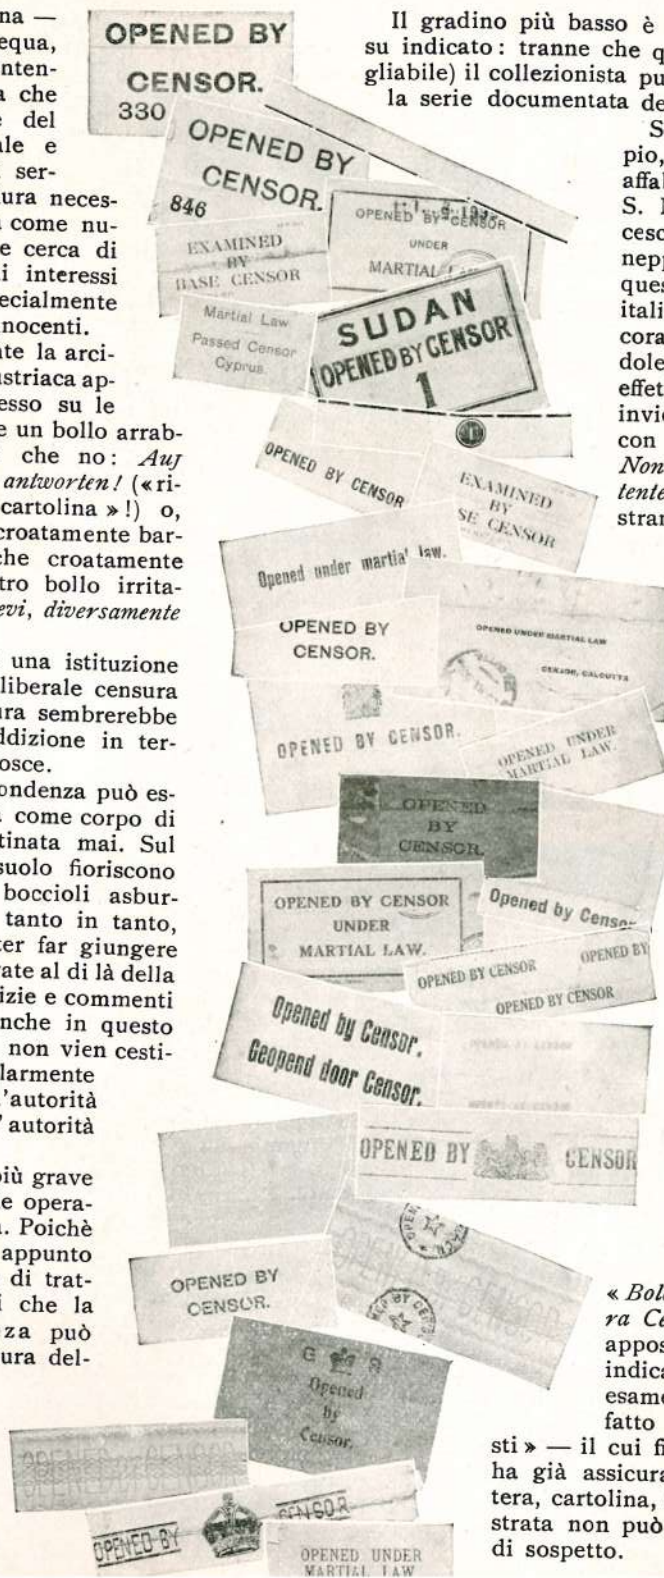 na —
equa,
nten-
a che
e del
ale e
ser-
ura neces-
come nu-
e cerca di
i interessi
pecialmente
nocenti.
te la arci-
ustriaca ap-
esso su le
e un bollo arrab-
che no: Auf
antworten! (« ri-
cartolina »!) o,
croatamente bar-
che croatamente
tro bollo irrita-
evi, diversamente
una istituzione
liberale censura
ura sembrerebbe
ddizione in ter-
osce.
ondenza può es-
come corpo di
tinata mai. Sul
suolo fioriscono
boccioli asbur-
tanto in tanto,
ter far giungere
vate al di là della
izie e commenti
nche in questo
non vien cesti-
larmente
'autorità
' autorità
più grave
e opera-
a. Poichè
appunto
di trat-
i che la
za può
ura del-
OPENED BY
CENSOR.
330
OPENED BY
CENSOR.
846
OPENED BY CENSOR
UNDER
MARTIAL
EXAMINED
BY
BASE CENSOR
Martial Law
Passed Censor
Cyprus.
SUDAN
OPENED BY CENSOR
1
OPENED BY CENSOR
EXAMINED
BY
SE CENSOR
Opened under martial law.
OPENED BY
CENSOR.
OPENED UNDER MARTIAL LAW
CENSOR, CALCUTTA
OPENED BY CENSOR.
OPENED UNDER
MARTIAL LAW.
OPENED
BY
CENSOR.
OPENED BY CENSOR
UNDER
MARTIAL LAW.
Opened by Censor
OPENED BY CENSOR
OPENED BY
OPENED BY CENSOR
Opened by Censor.
Geopend door Censor.
OPENED BY CENSOR
OPENED BY
CENSOR.
BY CENSOR
G R
Opened
by
Censor.
OPENED BY CENSOR
OPENED BY CENSOR
OPENED UNDER
MARTIAL LAW
Il gradino più basso è
su indicato: tranne che q
gliabile) il collezionista pu
la serie documentata de
S
pio,
affal
S.
cesc
nepp
ques
itali
cora
dole
effet
invi
con
Non
tente
stran
« Boll
ra Ce
appos
indica
esame
fatto
sti » — il cui fi
ha già assicura
tera, cartolina,
strata non può
di sospetto.